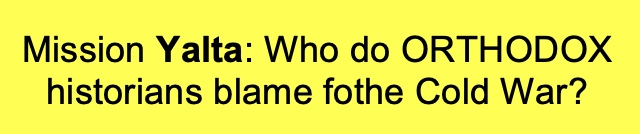 Mission Yalta: Who do ORTHODOX
historians blame fothe Cold War?